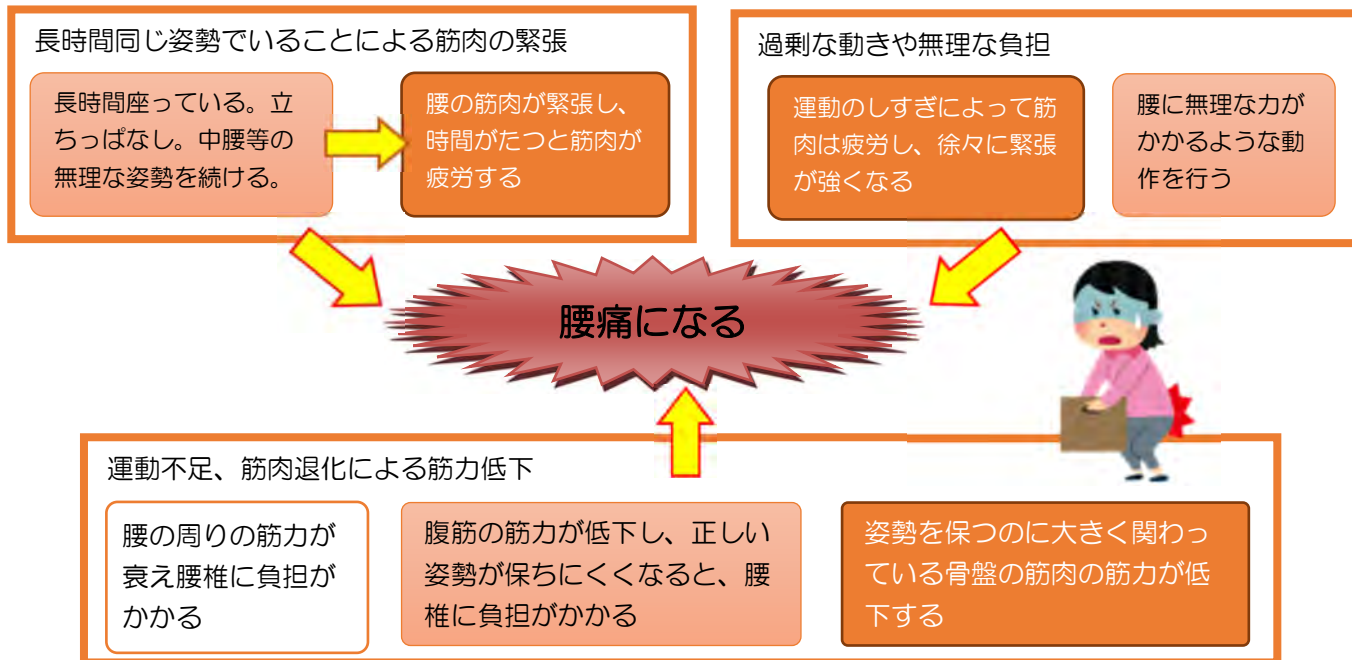 長時間同じ姿勢でいることによる筋肉の緊張
長時間座っている。立
ちっぱなし。中腰等の
無理な姿勢を続ける。
腰の筋肉が緊張し、
時間がたつと筋肉が
疲労する
過剰な動きや無理な負担
運動のしすぎによって筋
肉は疲労し、徐々に緊張
が強くなる
腰に無理な力が
かかるような動
作を行う
腰痛になる
運動不足、筋肉退化による筋力低下
腰の周りの筋力が
衰え腰椎に負担が
かかる
腹筋の筋力が低下し、正しい
姿勢が保ちにくくなると、腰
椎に負担がかかる
姿勢を保つのに大きく関わっ
ている骨盤の筋肉の筋力が低
下する